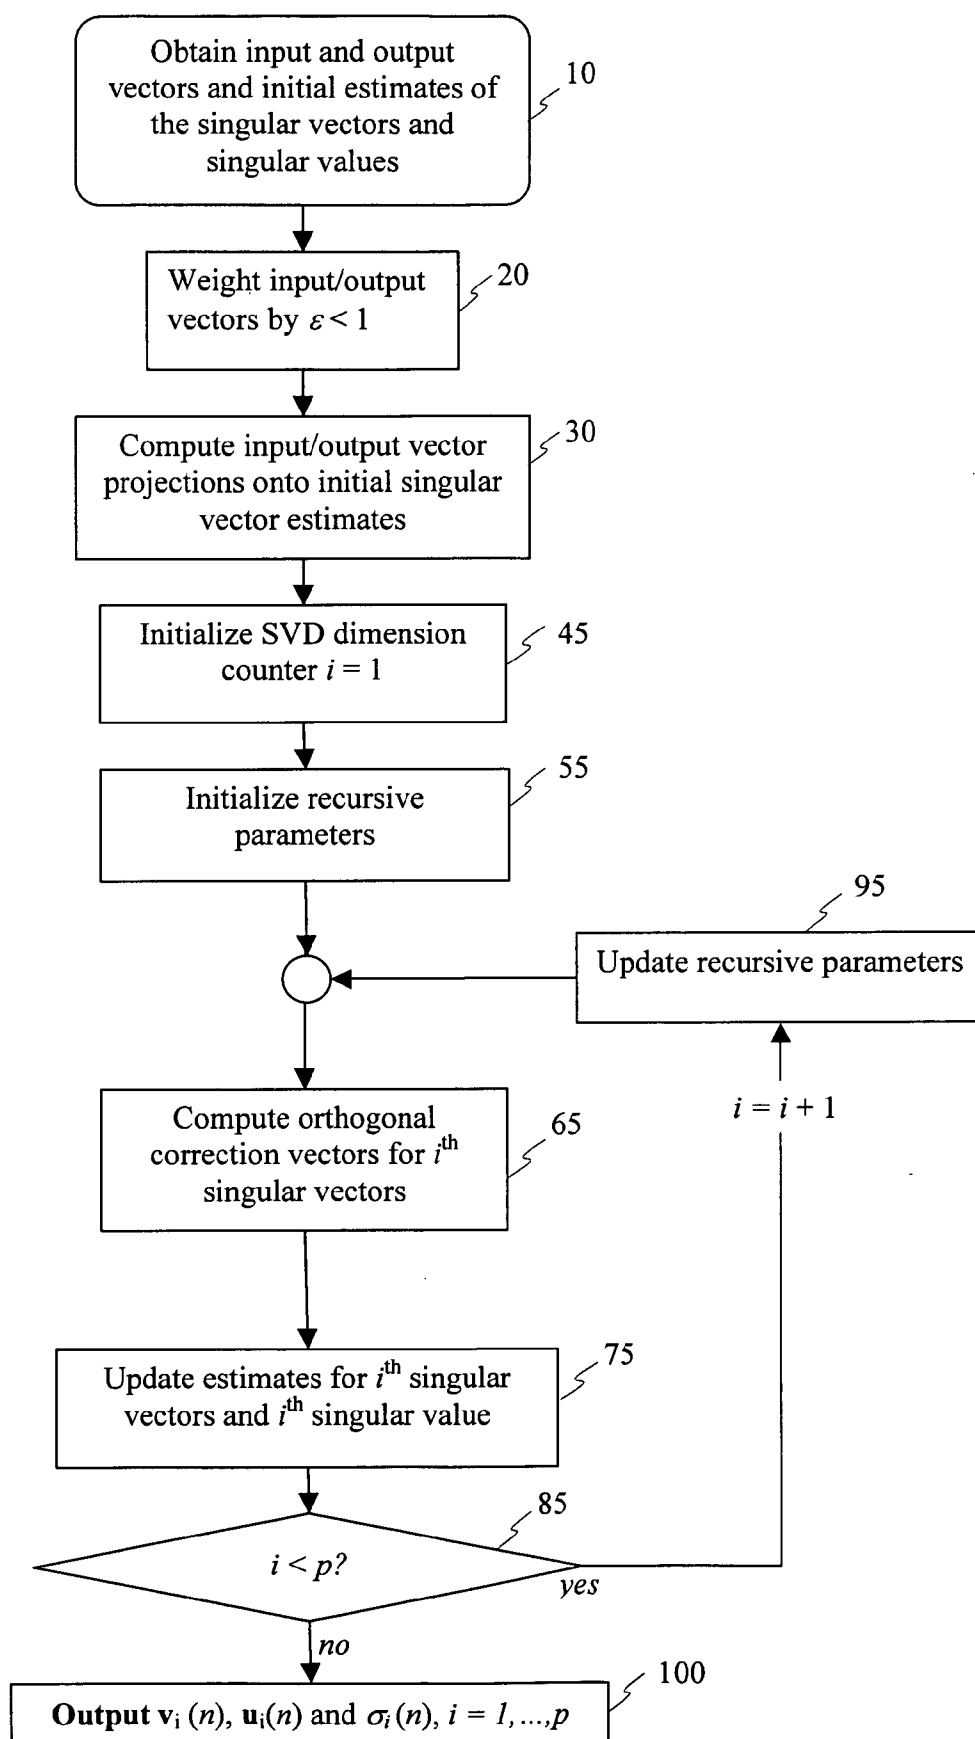 Obtain input and output
vectors and initial estimates of
the singular vectors and
singular values
10
Weight input/output
vectors by ε < 1
20
Compute input/output vector
projections onto initial singular
vector estimates
30
Initialize SVD dimension
counter i = 1
45
Initialize recursive
parameters
55
95
Update recursive parameters
i = i + 1
Compute orthogonal
correction vectors for iᵗʰ
singular vectors
65
Update estimates for iᵗʰ singular
vectors and iᵗʰ singular value
75
85
i < p?
yes
no
100
Output vᵢ (n), uᵢ(n) and σᵢ(n), i = 1,...,p